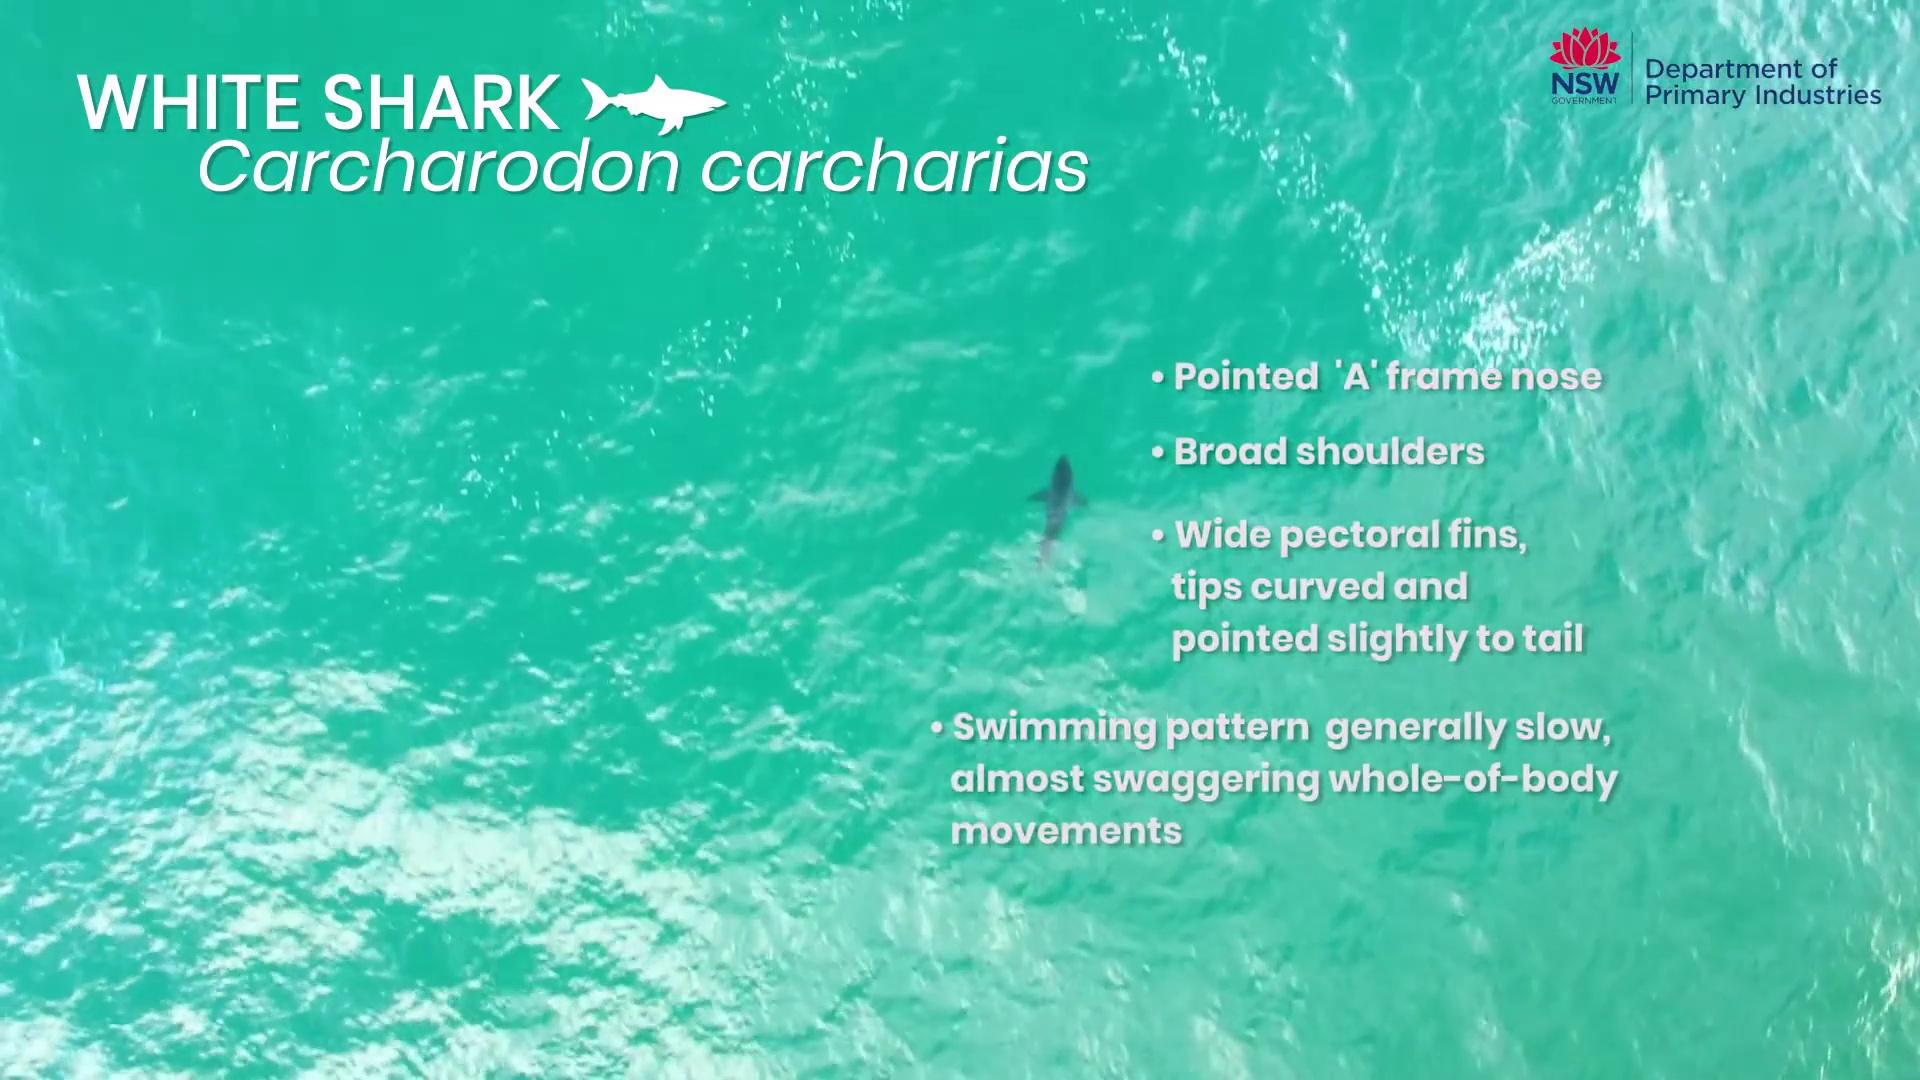 WHITE SHARK
Carcharodon carcharias
NSW
GOVERNMENT
Department of
Primary Industries
• Pointed 'A' frame nose
• Broad shoulders
• Wide pectoral fins,
tips curved and
pointed slightly to tail
• Swimming pattern generally slow,
almost swaggering whole-of-body
movements